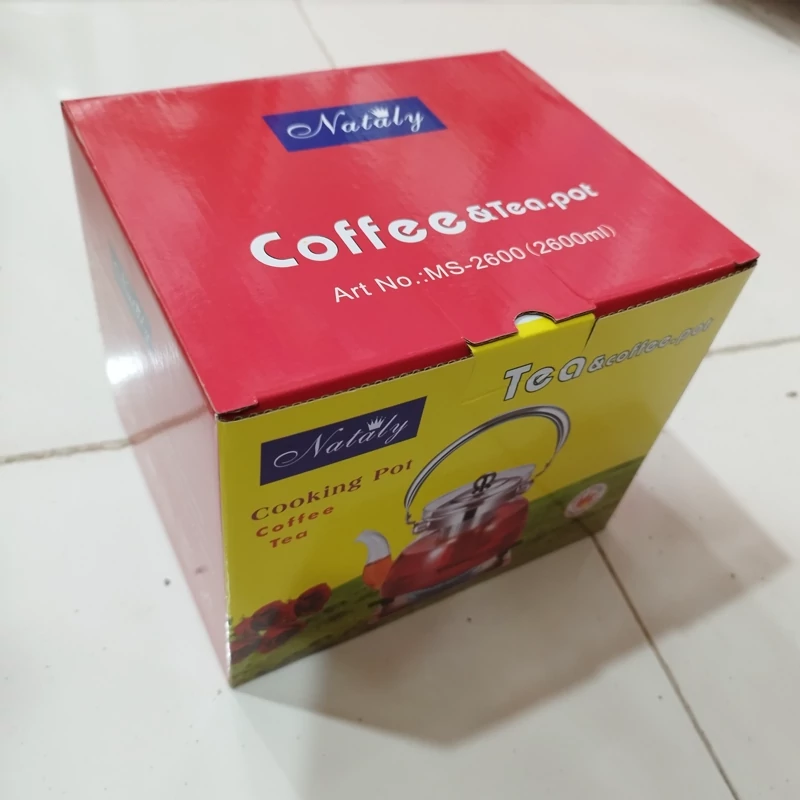 Nataly
Coffee&Tea.pot
Art No.:MS-2600(2600ml)
Tea&coffee.pot
Nataly
Cooking Pot
Coffee
Tea